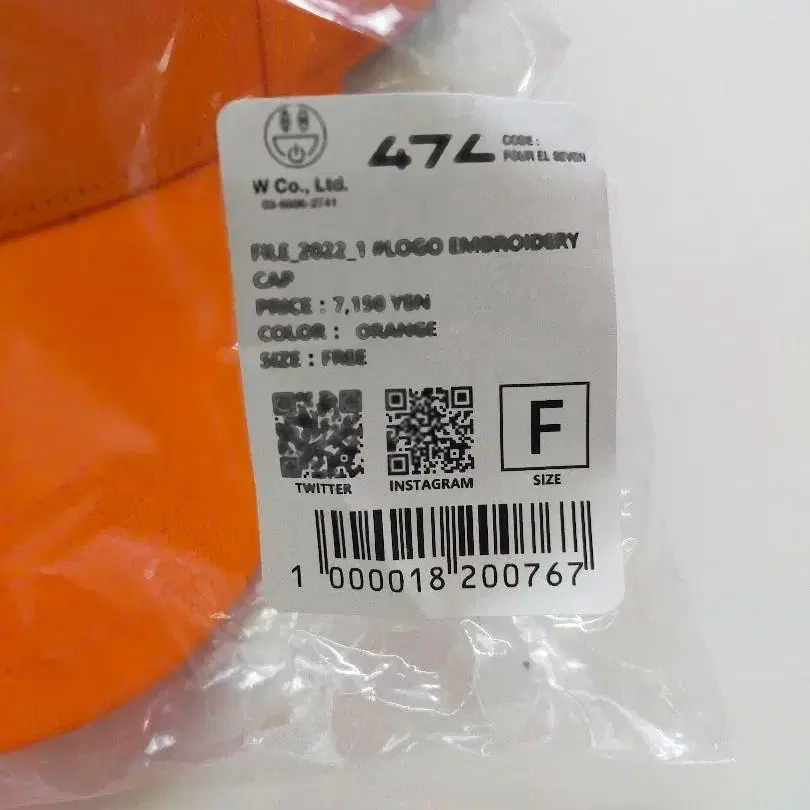 W Co., Ltd.
47L
CODE :
FOUR EL SEVEN
FILE_2022_1 #LOGO EMBROIDERY
CAP
PRICE : 7,150 YEN
COLOR : ORANGE
SIZE : FREE
F
TWITTER
INSTAGRAM
SIZE
1 000018 200767